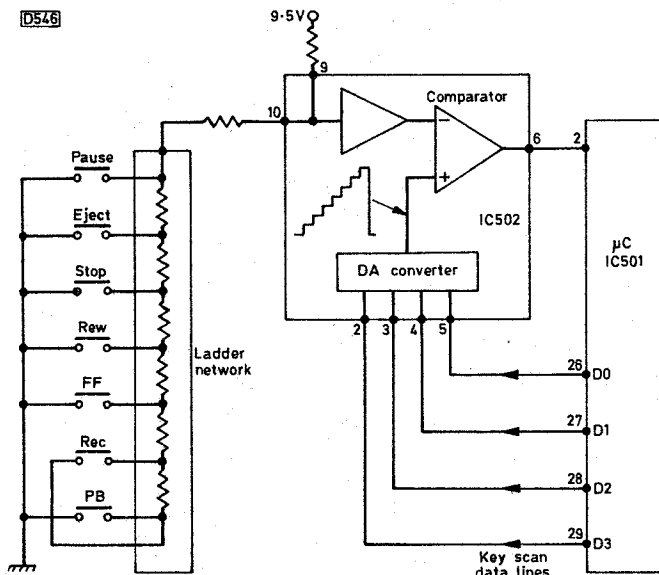 D546
9·5V
9
10
Comparator
6
2
Pause
Eject
IC502
Stop
DA converter
µC
IC501
Rew
2
3
4
5
Ladder
network
FF
26
D0
Rec
27
D1
PB
28
D2
29
D3
Key scan
data lines